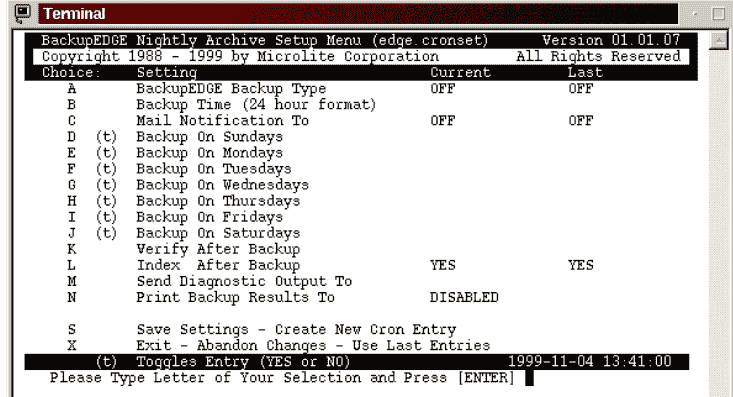 Terminal
BackupEDGE Nightly Archive Setup Menu (edge.cronset) Version 01.01.07
Copyright 1988 - 1999 by Microlite Corporation All Rights Reserved
Choice: Setting Current Last
A BackupEDGE Backup Type OFF OFF
B Backup Time (24 hour format)
C Mail Notification To OFF OFF
D (t) Backup On Sundays
E (t) Backup On Mondays
F (t) Backup On Tuesdays
G (t) Backup On Wednesdays
H (t) Backup On Thursdays
I (t) Backup On Fridays
J (t) Backup On Saturdays
K Verify After Backup
L Index After Backup YES YES
M Send Diagnostic Output To
N Print Backup Results To DISABLED
S Save Settings - Create New Cron Entry
X Exit - Abandon Changes - Use Last Entries
(t) Toggles Entry (YES or NO) 1999-11-04 13:41:00
Please Type Letter of Your Selection and Press [ENTER]